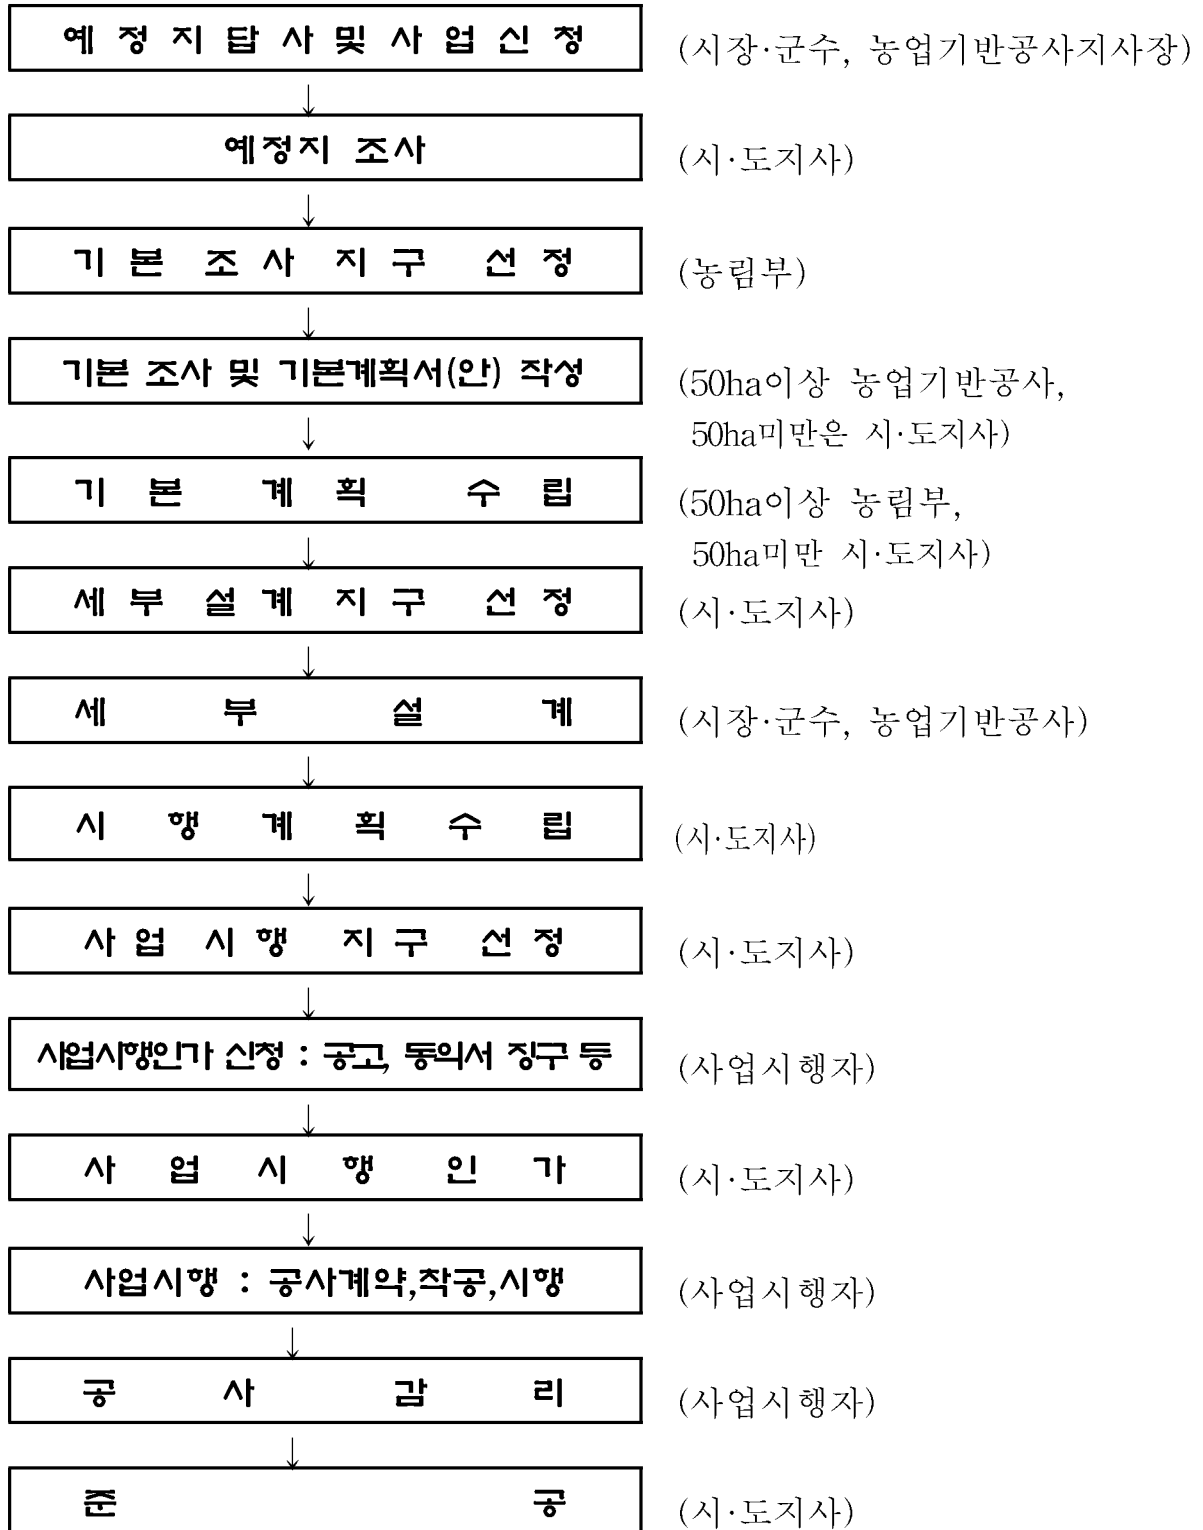 예 정 지 답 사 및 사 업 신 청 (시장·군수, 농업기반공사지사장)
↓
예정지 조사 (시·도지사)
↓
기 본 조 사 지 구 선 정 (농림부)
↓
기본 조사 및 기본계획서(안) 작성 (50ha이상 농업기반공사,
50ha미만은 시·도지사)
↓
기 본 계 획 수 립 (50ha이상 농림부,
50ha미만 시·도지사)
↓
세 부 설 계 지 구 선 정 (시·도지사)
↓
세 부 설 계 (시장·군수, 농업기반공사)
↓
시 행 계 획 수 립 (시·도지사)
↓
사 업 시 행 지 구 선 정 (시·도지사)
↓
사업시행인가 신청 : 공고, 동의서 징구 등 (사업시행자)
↓
사 업 시 행 인 가 (시·도지사)
↓
사업시행 : 공사계약,착공,시행 (사업시행자)
↓
공 사 감 리 (사업시행자)
↓
준 공 (시·도지사)